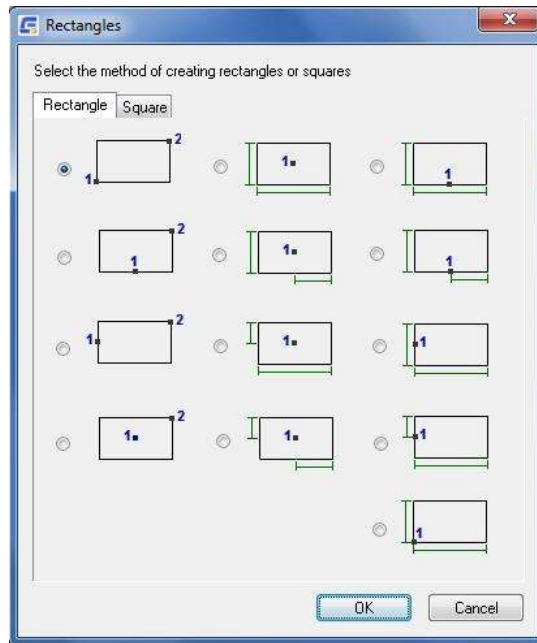 Rectangles
Select the method of creating rectangles or squares
Rectangle Square
1 2 1 1
1 2 1 1
1 2 1 1
1 2 1 1
1
OK Cancel